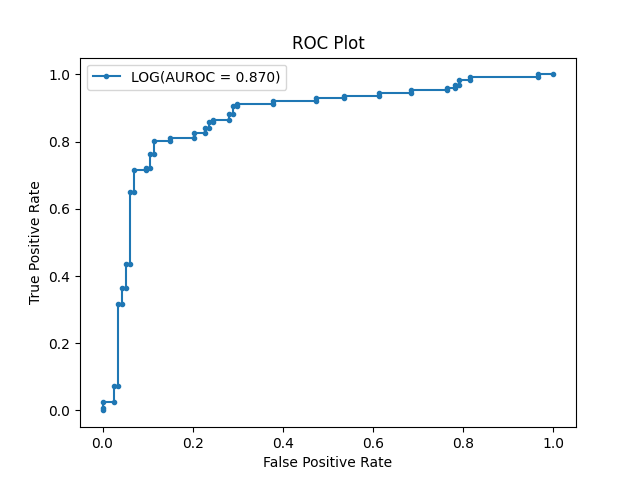 ROC Plot
LOG(AUROC = 0.870)
1.0
0.8
0.6
0.4
0.2
0.0
True Positive Rate
0.0 0.2 0.4 0.6 0.8 1.0
False Positive Rate